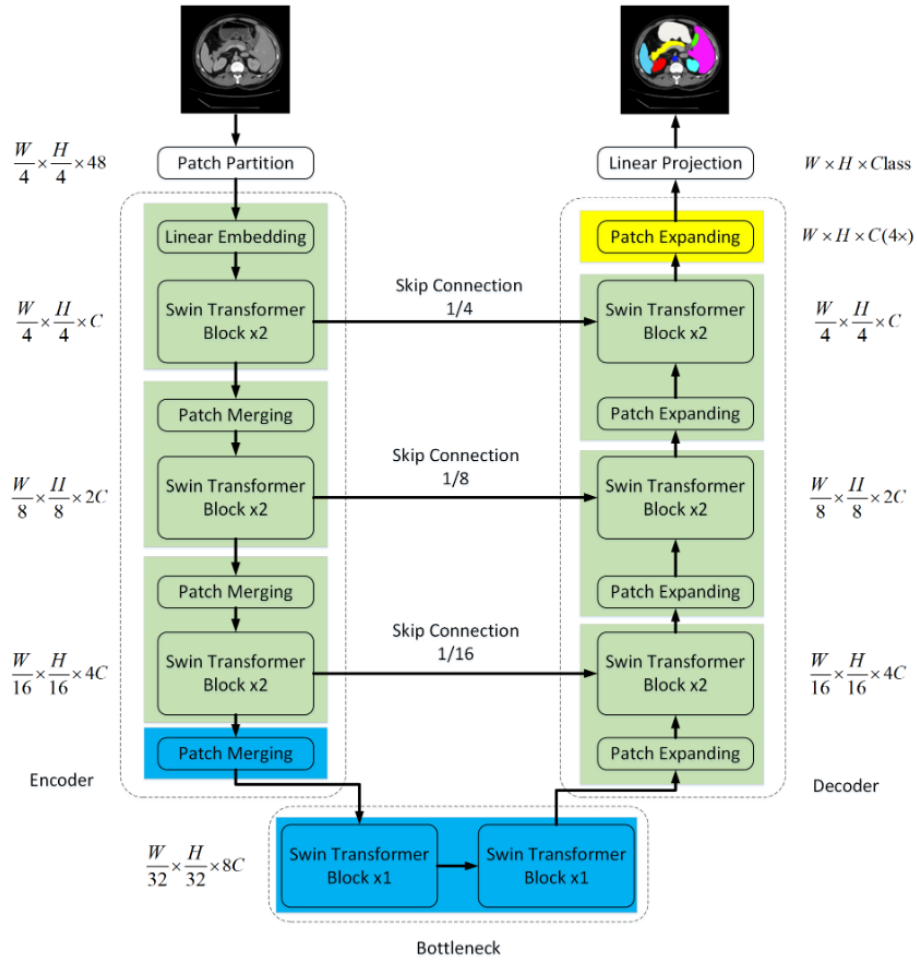 W/4 × H/4 × 48
Patch Partition
Linear Projection
W × H × Class
Linear Embedding
Patch Expanding
W × H × C(4×)
W/4 × H/4 × C
Swin Transformer
Block x2
Skip Connection
1/4
Swin Transformer
Block x2
W/4 × H/4 × C
Patch Merging
Patch Expanding
W/8 × H/8 × 2C
Swin Transformer
Block x2
Skip Connection
1/8
Swin Transformer
Block x2
W/8 × H/8 × 2C
Patch Merging
Patch Expanding
W/16 × H/16 × 4C
Swin Transformer
Block x2
Skip Connection
1/16
Swin Transformer
Block x2
W/16 × H/16 × 4C
Patch Merging
Patch Expanding
Encoder
Decoder
W/32 × H/32 × 8C
Swin Transformer
Block x1
Swin Transformer
Block x1
Bottleneck